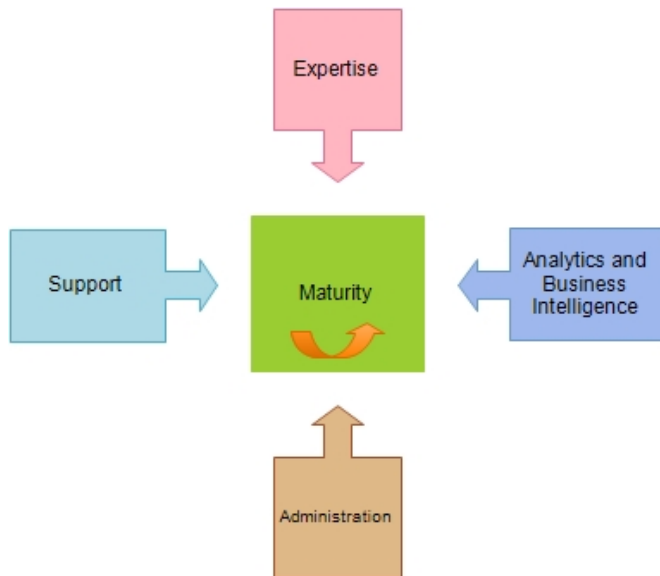 Expertise
Support
Maturity
Analytics and
Business
Intelligence
Administration